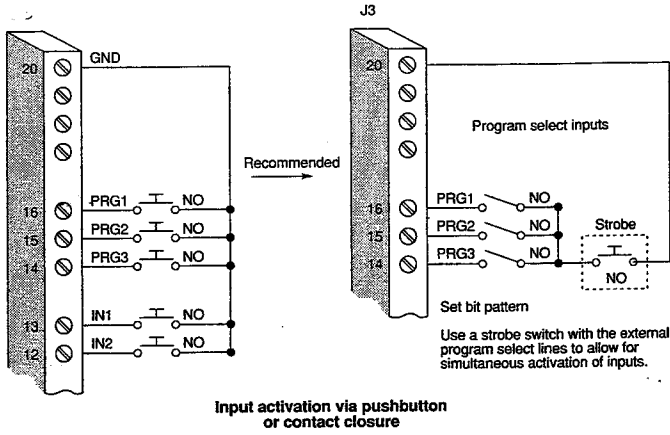 J3
20
GND
16
PRG1
NO
15
PRG2
NO
14
PRG3
NO
13
IN1
NO
12
IN2
NO
Recommended
20
Program select inputs
16
PRG1
NO
15
PRG2
NO
14
PRG3
NO
Strobe
NO
Set bit pattern
Use a strobe switch with the external
program select lines to allow for
simultaneous activation of inputs.
Input activation via pushbutton
or contact closure